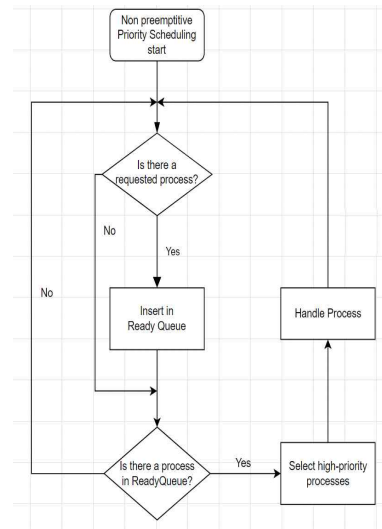 Non preemptitive
Priority Scheduling
start
Is there a
requested process?
No
Yes
No
Insert in
Ready Queue
Handle Process
Is there a process
in ReadyQueue?
Yes
Select high-priority
processes